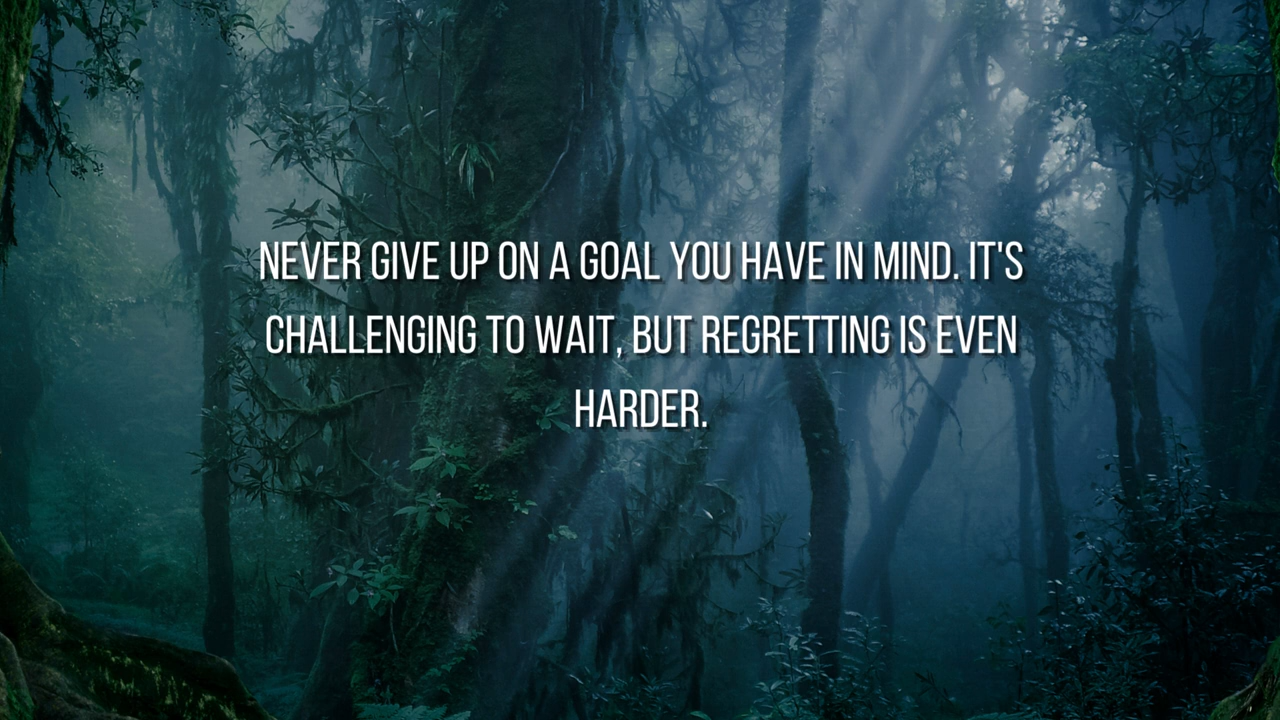 NEVER GIVE UP ON A GOAL YOU HAVE IN MIND. IT'S
CHALLENGING TO WAIT, BUT REGRETTING IS EVEN
HARDER.